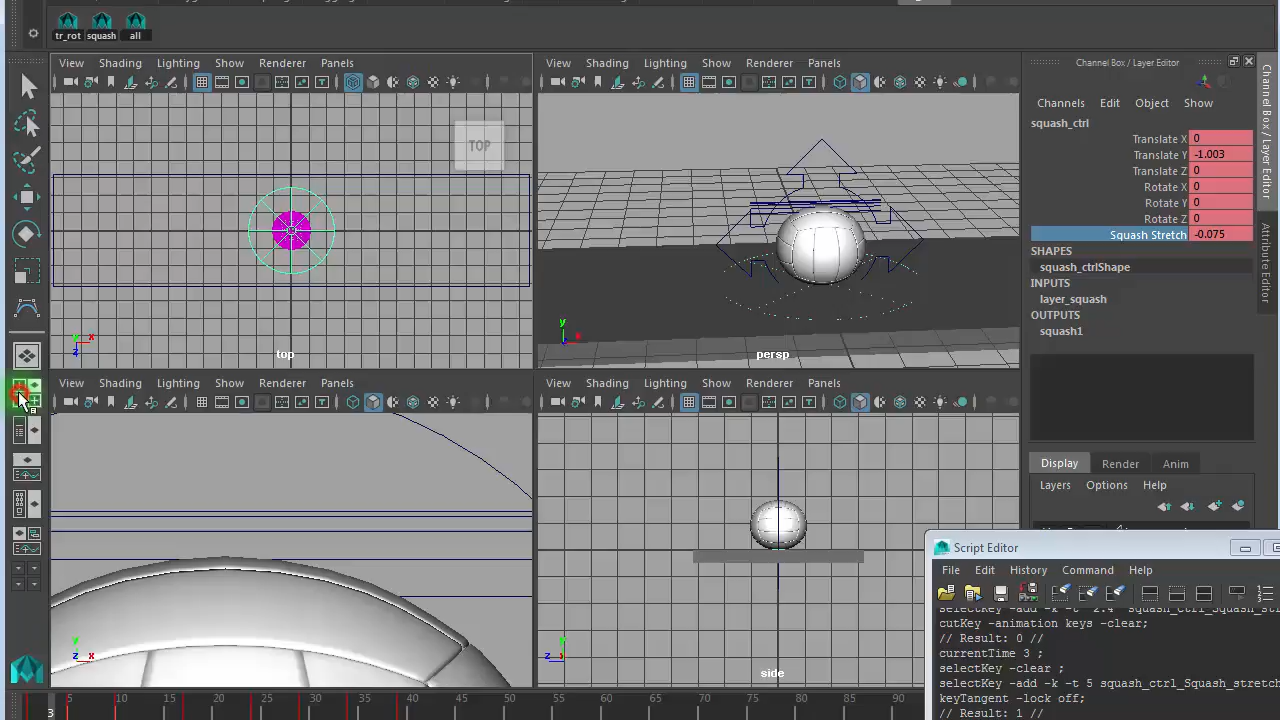 tr_rot squash all
View Shading Lighting Show Renderer Panels
View Shading Lighting Show Renderer Panels
Channel Box / Layer Editor
Channels Edit Object Show
squash_ctrl
Translate X 0
Translate Y -1.003
Translate Z 0
Rotate X 0
Rotate Y 0
Rotate Z 0
Squash Stretch -0.075
SHAPES
squash_ctrlShape
INPUTS
layer_squash
OUTPUTS
squash1
Channel Box / Layer Editor
Attribute Editor
TOP
y x
z
top
y
x
persp
View Shading Lighting Show Renderer Panels
View Shading Lighting Show Renderer Panels
y
z x
y
z
side
Display Render Anim
Layers Options Help
Script Editor
File Edit History Command Help
cutKey -animation keys -clear;
// Result: 0 //
currentTime 3 ;
selectKey -clear ;
selectKey -add -k -t 5 squash_ctrl_Squash_stretch
keyTangent -lock off;
// Result: 1 //
3 5 10 15 20 25 30 35 40 45 50 55 60 65 70 75 80 85 90